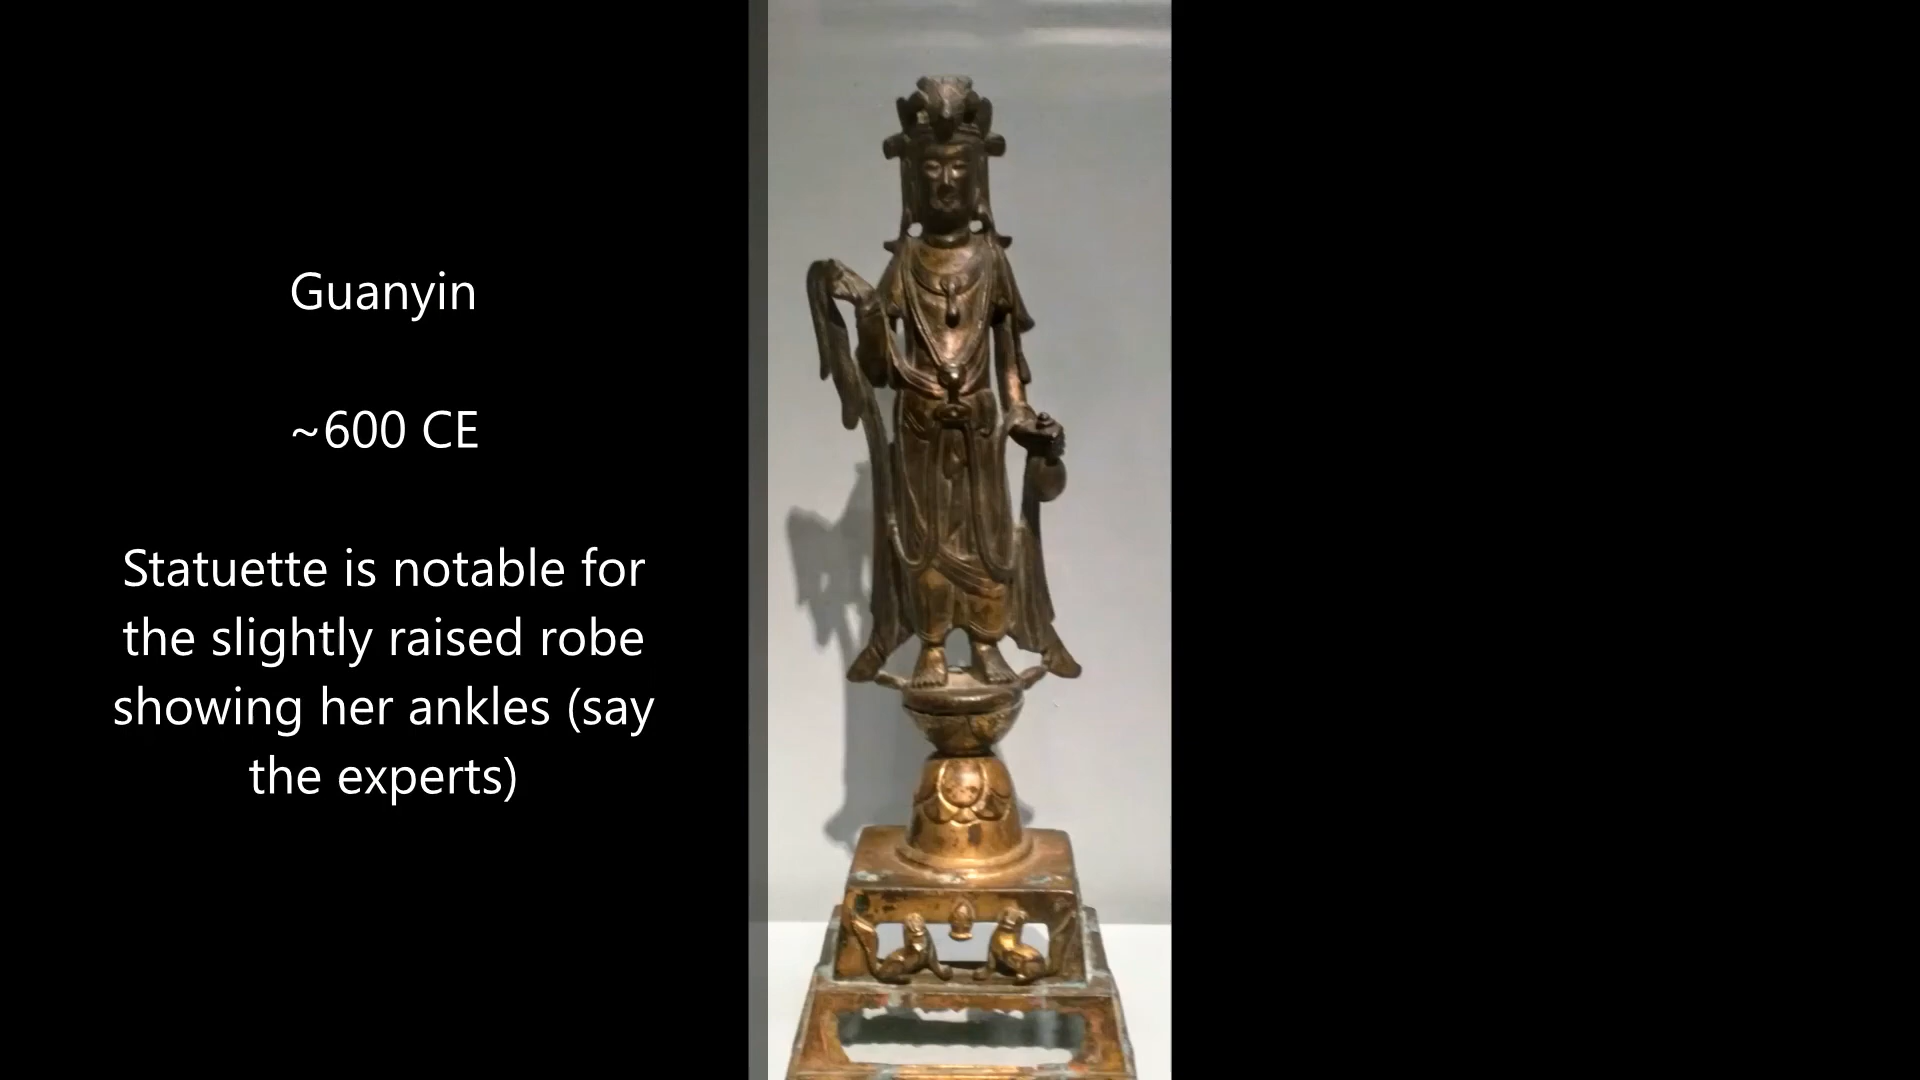 Guanyin
~600 CE
Statuette is notable for
the slightly raised robe
showing her ankles (say
the experts)